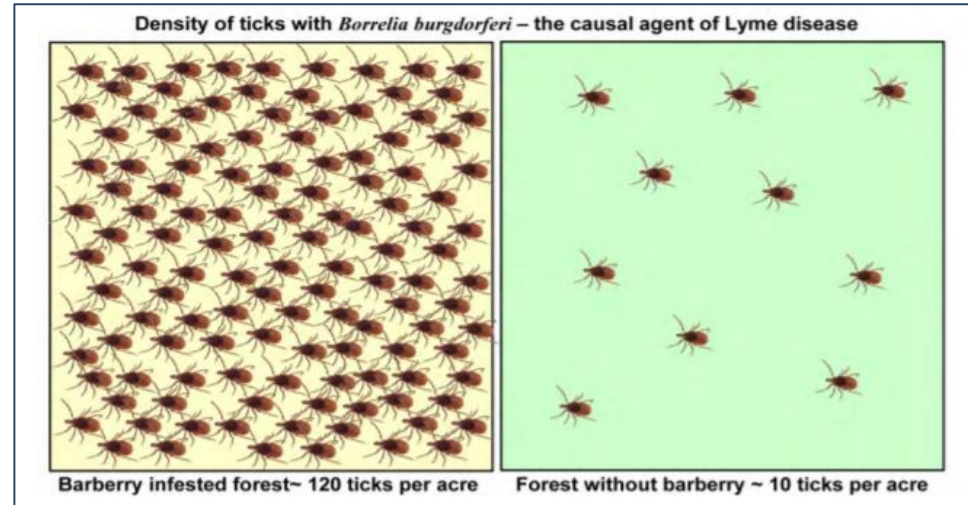 Density of ticks with Borrelia burgdorferi – the causal agent of Lyme disease
Barberry infested forest~ 120 ticks per acre
Forest without barberry ~ 10 ticks per acre